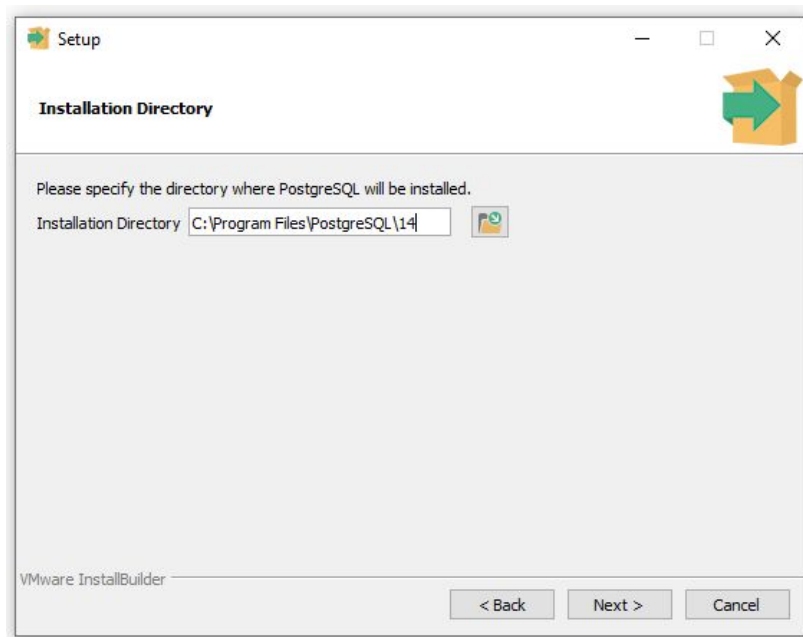 Setup
Installation Directory
Please specify the directory where PostgreSQL will be installed.
Installation Directory C:\Program Files\PostgreSQL\14
VMware InstallBuilder
< Back Next > Cancel